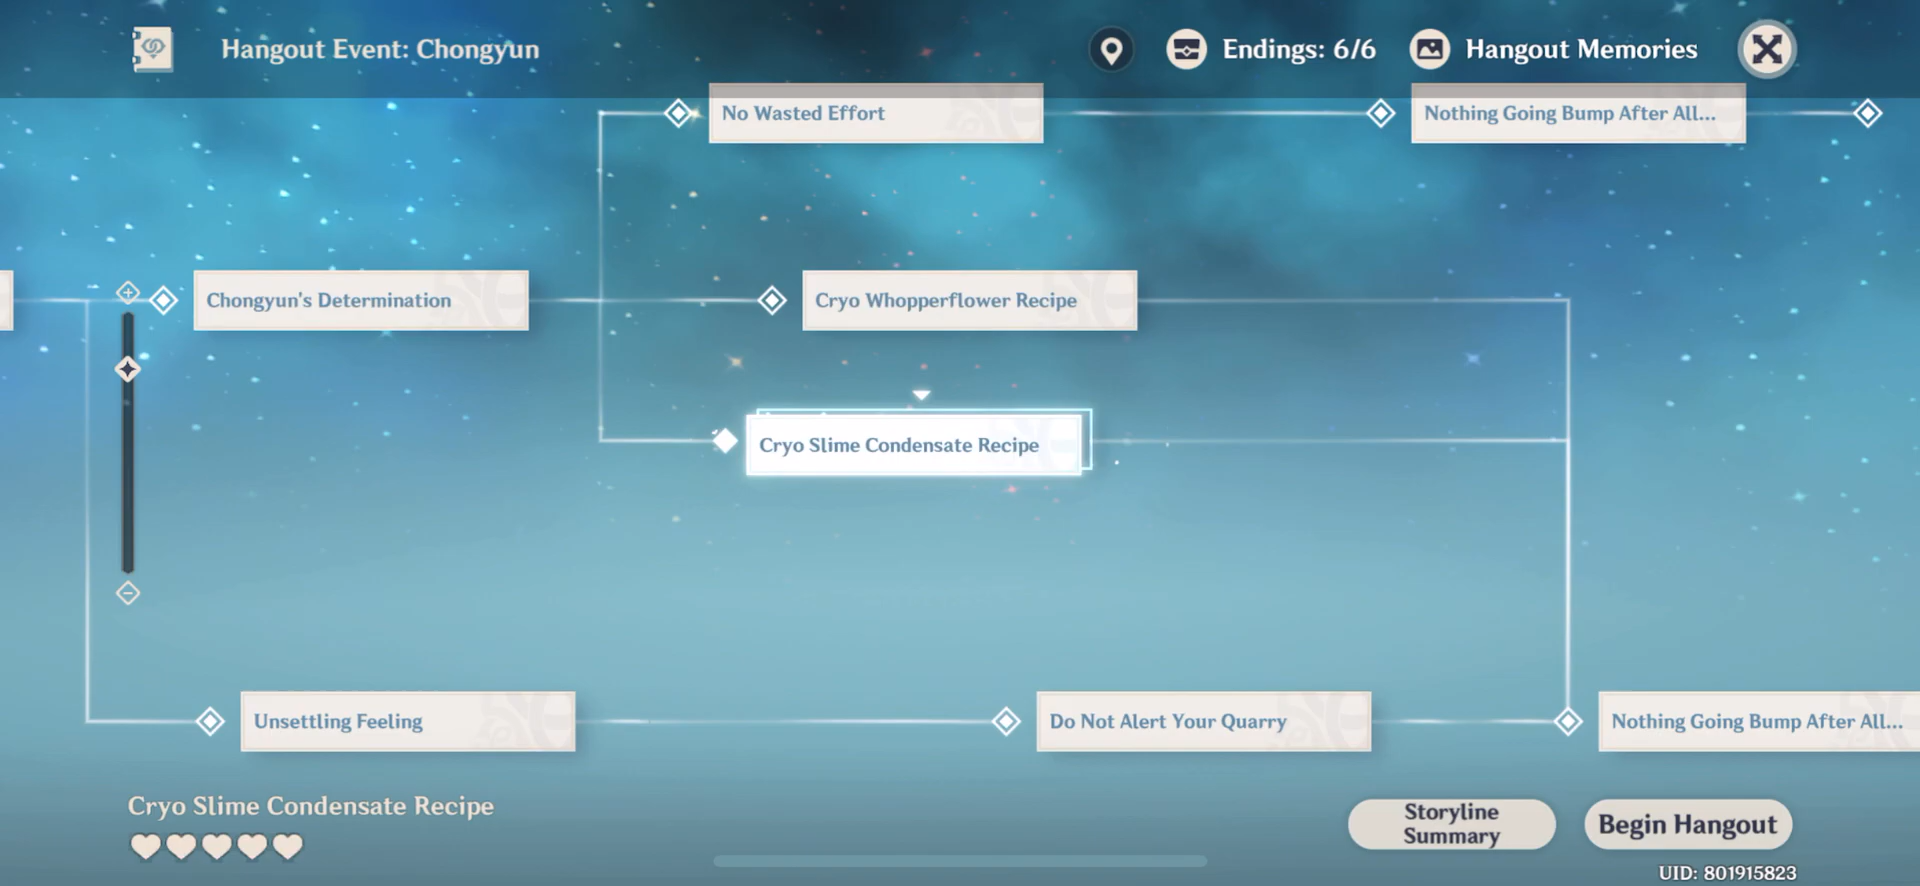 Hangout Event: Chongyun
Endings: 6/6
Hangout Memories
No Wasted Effort
Nothing Going Bump After All...
Chongyun's Determination
Cryo Whopperflower Recipe
Cryo Slime Condensate Recipe
Unsettling Feeling
Do Not Alert Your Quarry
Nothing Going Bump After All...
Cryo Slime Condensate Recipe
Storyline
Summary
Begin Hangout
UID: 801915823